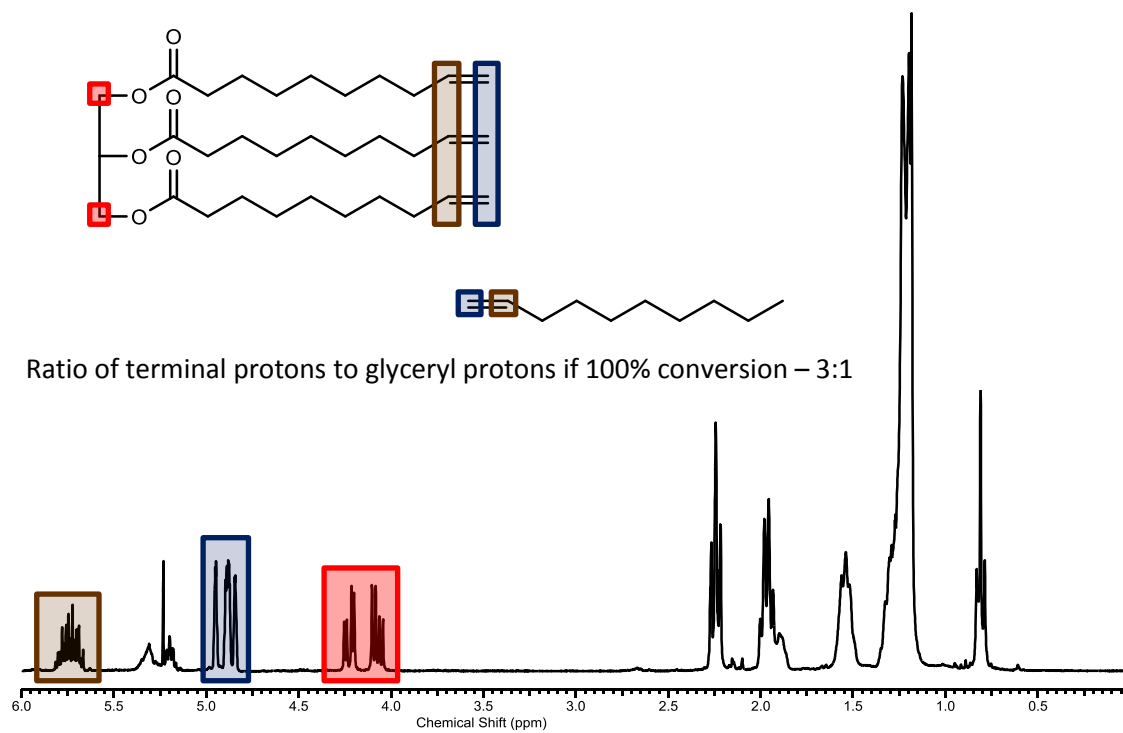 O
O
O
O
O
O
Ratio of terminal protons to glyceryl protons if 100% conversion – 3:1
6.0 5.5 5.0 4.5 4.0 3.5 3.0 2.5 2.0 1.5 1.0 0.5
Chemical Shift (ppm)